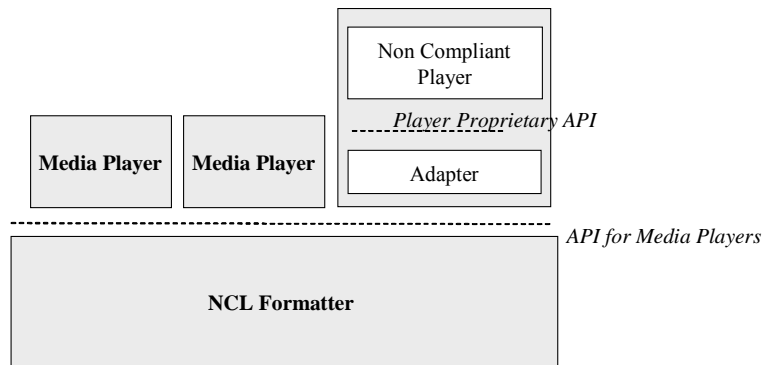 Non Compliant
Player
Player Proprietary API
Media Player
Media Player
Adapter
API for Media Players
NCL Formatter